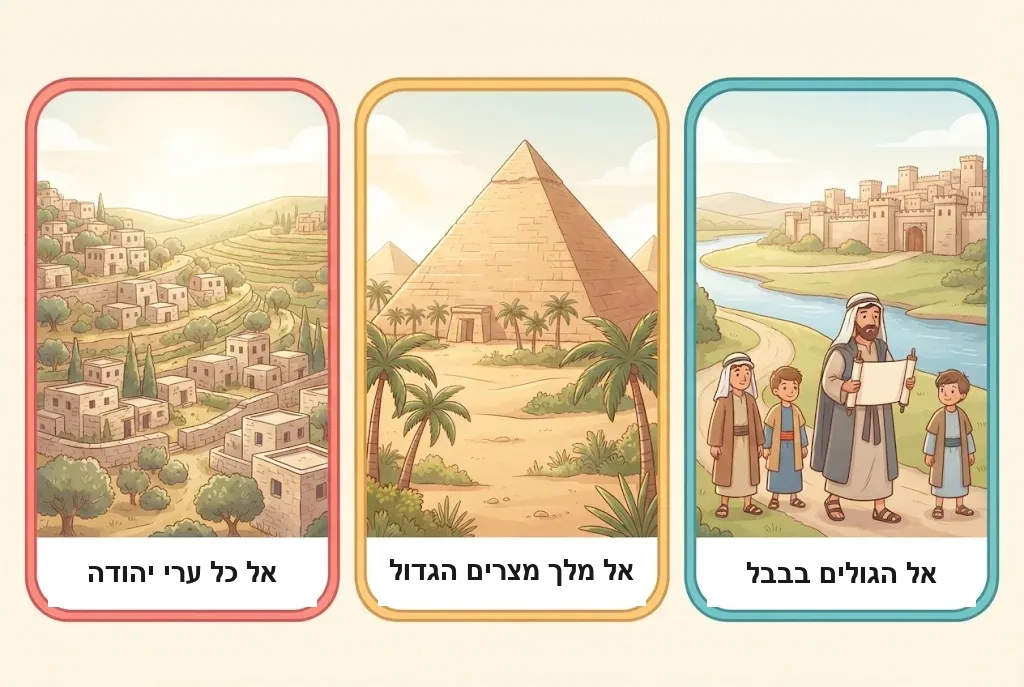 אל הגולים בבבל
אל מלך מצרים הגדול
אל כל ערי יהודה